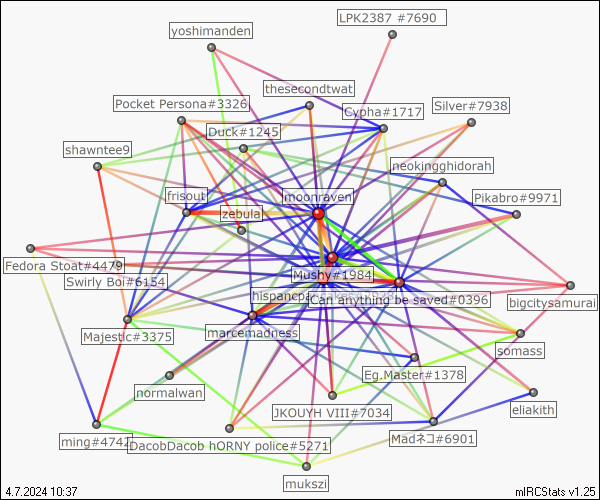 LPK2387 #7690
yoshimanden
thesecondtwat
Pocket Persona#3326
Cypha#1717
Silver#7938
Duck#1245
shawntee9
neokingghidorah
frisout
moonraven
Pikabro#9971
zebula
Fedora Stoat#4479
Mushy#1984
Swirly Boi#6154
hispancpa
Can anything be saved#0396
bigcitysamurai
Majestic#3375
marcemadness
somass
Eg.Master#1378
normalwan
JKOUYH VIII#7034
eliakith
ming#4742
DacobDacob hORNY police#5271
Madネコ#6901
mukszi
4.7.2024 10:37
mIRCStats v1.25